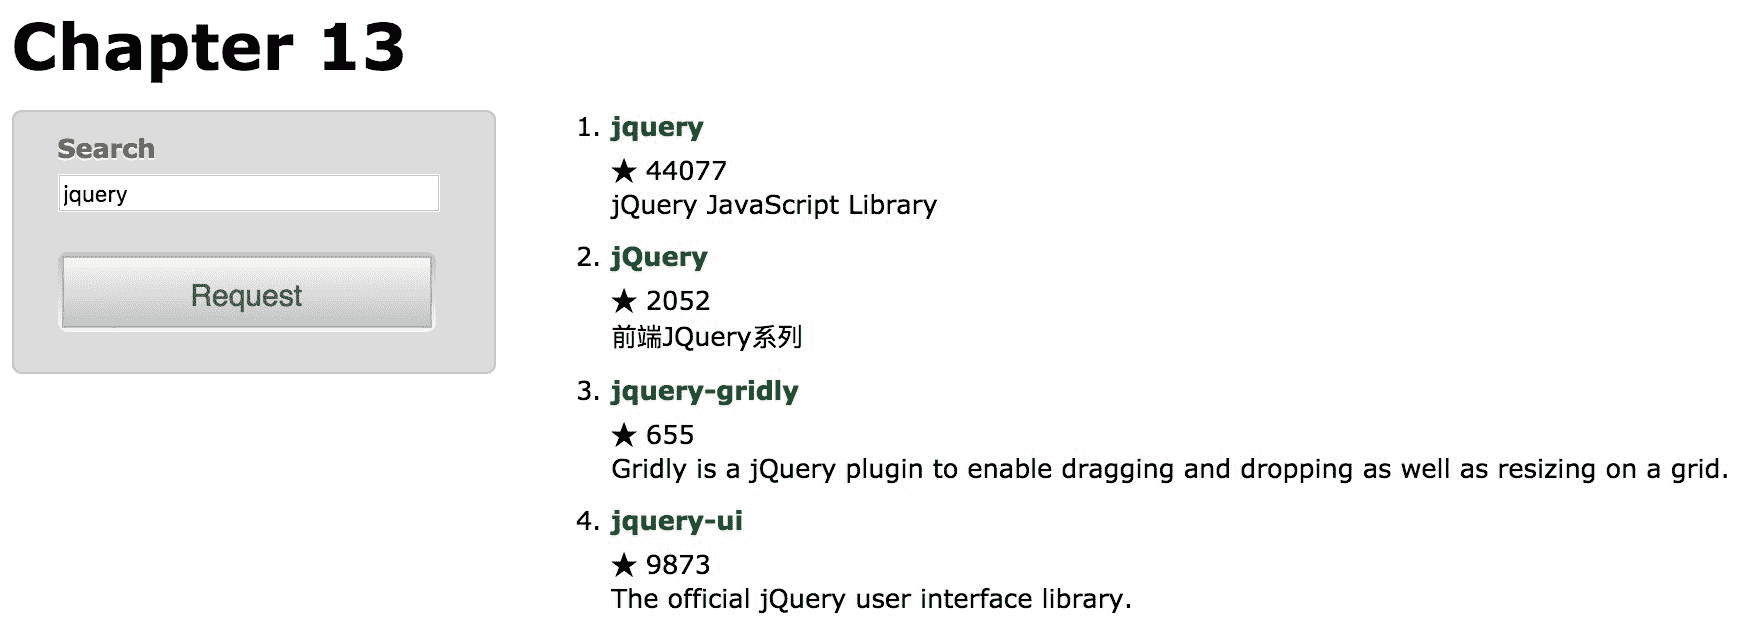 Chapter 13
Search
jquery
Request
1. jquery
★ 44077
jQuery JavaScript Library
2. jQuery
★ 2052
前端JQuery系列
3. jquery-gridly
★ 655
Gridly is a jQuery plugin to enable dragging and dropping as well as resizing on a grid.
4. jquery-ui
★ 9873
The official jQuery user interface library.